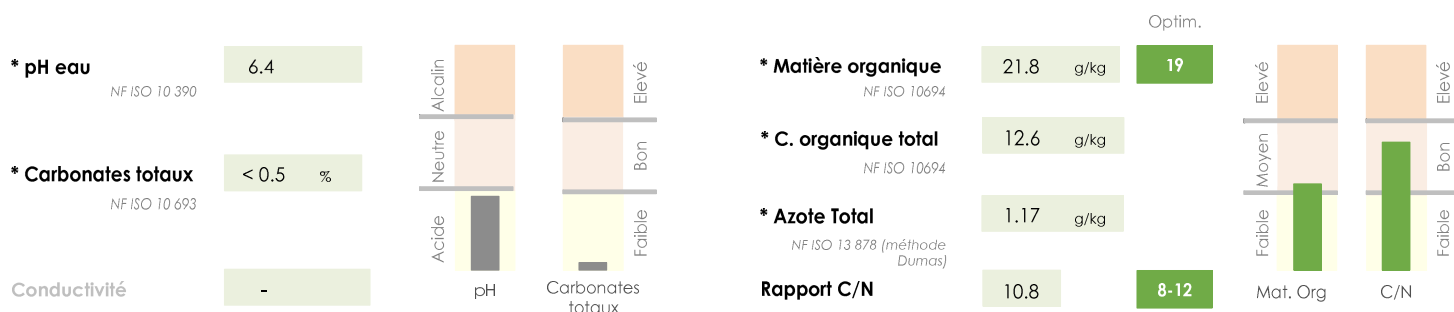 * pH eau
6.4
NF ISO 10 390
* Carbonates totaux
< 0.5 %
NF ISO 10 693
Conductivité
-
Alcalin
Neutre
Acide
Elevé
Bon
Faible
pH
Carbonates
totaux
Optim.
* Matière organique
21.8 g/kg
19
NF ISO 10694
* C. organique total
12.6 g/kg
NF ISO 10694
* Azote Total
1.17 g/kg
NF ISO 13 878 (méthode
Dumas)
Rapport C/N
10.8
8-12
Elevé
Moyen
Faible
Elevé
Bon
Faible
Mat. Org
C/N